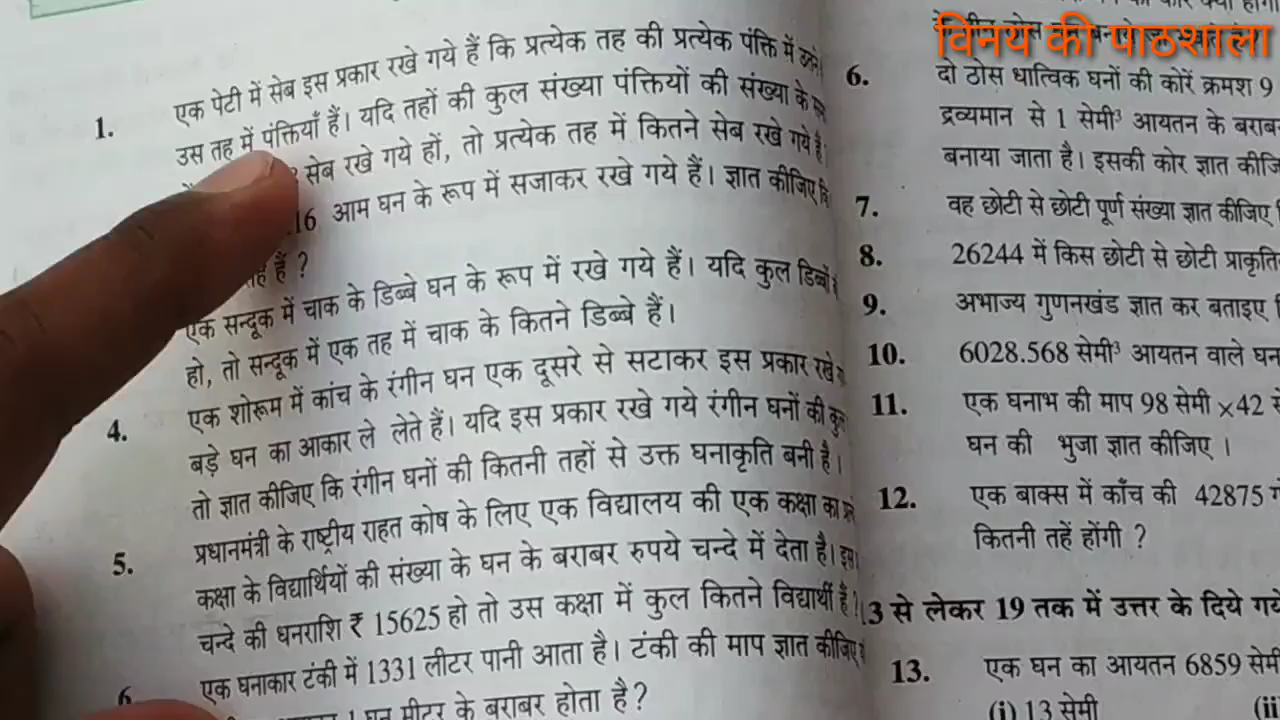 विनय की पाठशाला
1. एक पेटी में सेब इस प्रकार रखे गये हैं कि प्रत्येक तह की प्रत्येक पंक्ति में
उस तह में पंक्तियाँ हैं। यदि तहों की कुल संख्या पंक्तियों की संख्या के
सेब रखे गये हों, तो प्रत्येक तह में कितने सेब रखे गये हैं
16 आम घन के रूप में सजाकर रखे गये हैं। ज्ञात कीजिए
हैं ?
एक सन्दूक में चाक के डिब्बे घन के रूप में रखे गये हैं। यदि कुल डिब्बों
हो, तो सन्दूक में एक तह में चाक के कितने डिब्बे हैं।
4. एक शोरूम में कांच के रंगीन घन एक दूसरे से सटाकर इस प्रकार रखे
बड़े घन का आकार ले लेते हैं। यदि इस प्रकार रखे गये रंगीन घनों की कुल
तो ज्ञात कीजिए कि रंगीन घनों की कितनी तहों से उक्त घनाकृति बनी है।
5. प्रधानमंत्री के राष्ट्रीय राहत कोष के लिए एक विद्यालय की एक कक्षा का
कक्षा के विद्यार्थियों की संख्या के घन के बराबर रुपये चन्दे में देता है। इस
चन्दे की धनराशि ₹ 15625 हो तो उस कक्षा में कुल कितने विद्यार्थी हैं ?
6. एक घनाकार टंकी में 1331 लीटर पानी आता है। टंकी की माप ज्ञात कीजिए
1 घन मीटर के बराबर होता है ?
6. दो ठोस धात्विक घनों की कोरें क्रमश 9
द्रव्यमान से 1 सेमी³ आयतन के बराबर
बनाया जाता है। इसकी कोर ज्ञात कीजि
7. वह छोटी से छोटी पूर्ण संख्या ज्ञात कीजिए
8. 26244 में किस छोटी से छोटी प्राकृति
9. अभाज्य गुणनखंड ज्ञात कर बताइए
10. 6028.568 सेमी³ आयतन वाले घन
11. एक घनाभ की माप 98 सेमी ×42
घन की भुजा ज्ञात कीजिए ।
12. एक बाक्स में काँच की 42875
कितनी तहें होंगी ?
13 से लेकर 19 तक में उत्तर के दिये गये
13. एक घन का आयतन 6859 सेमी
(i) 13 सेमी (ii